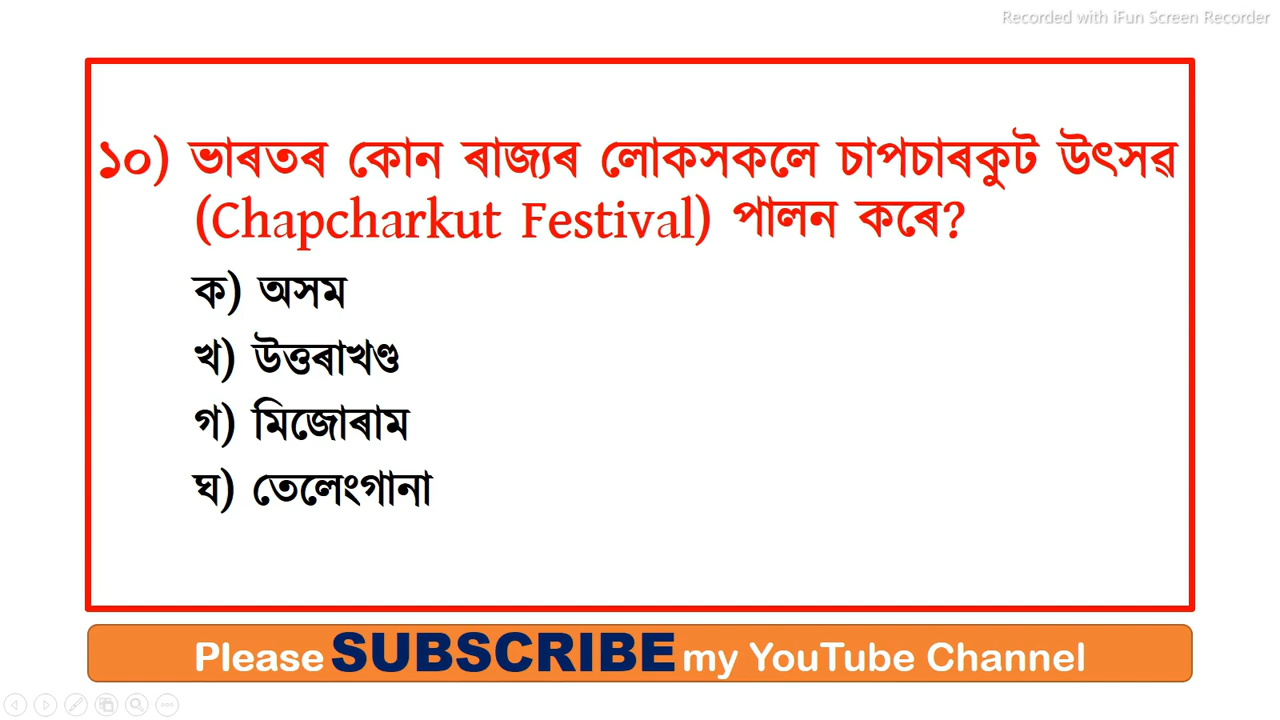 Recorded with iFun Screen Recorder
১০) ভাৰতৰ কোন ৰাজ্যৰ লোকসকলে চাপচাৰকুট উৎসৱ
(Chapcharkut Festival) পালন কৰে?
ক) অসম
খ) উত্তৰাখণ্ড
গ) মিজোৰাম
ঘ) তেলেংগানা
Please SUBSCRIBE my YouTube Channel